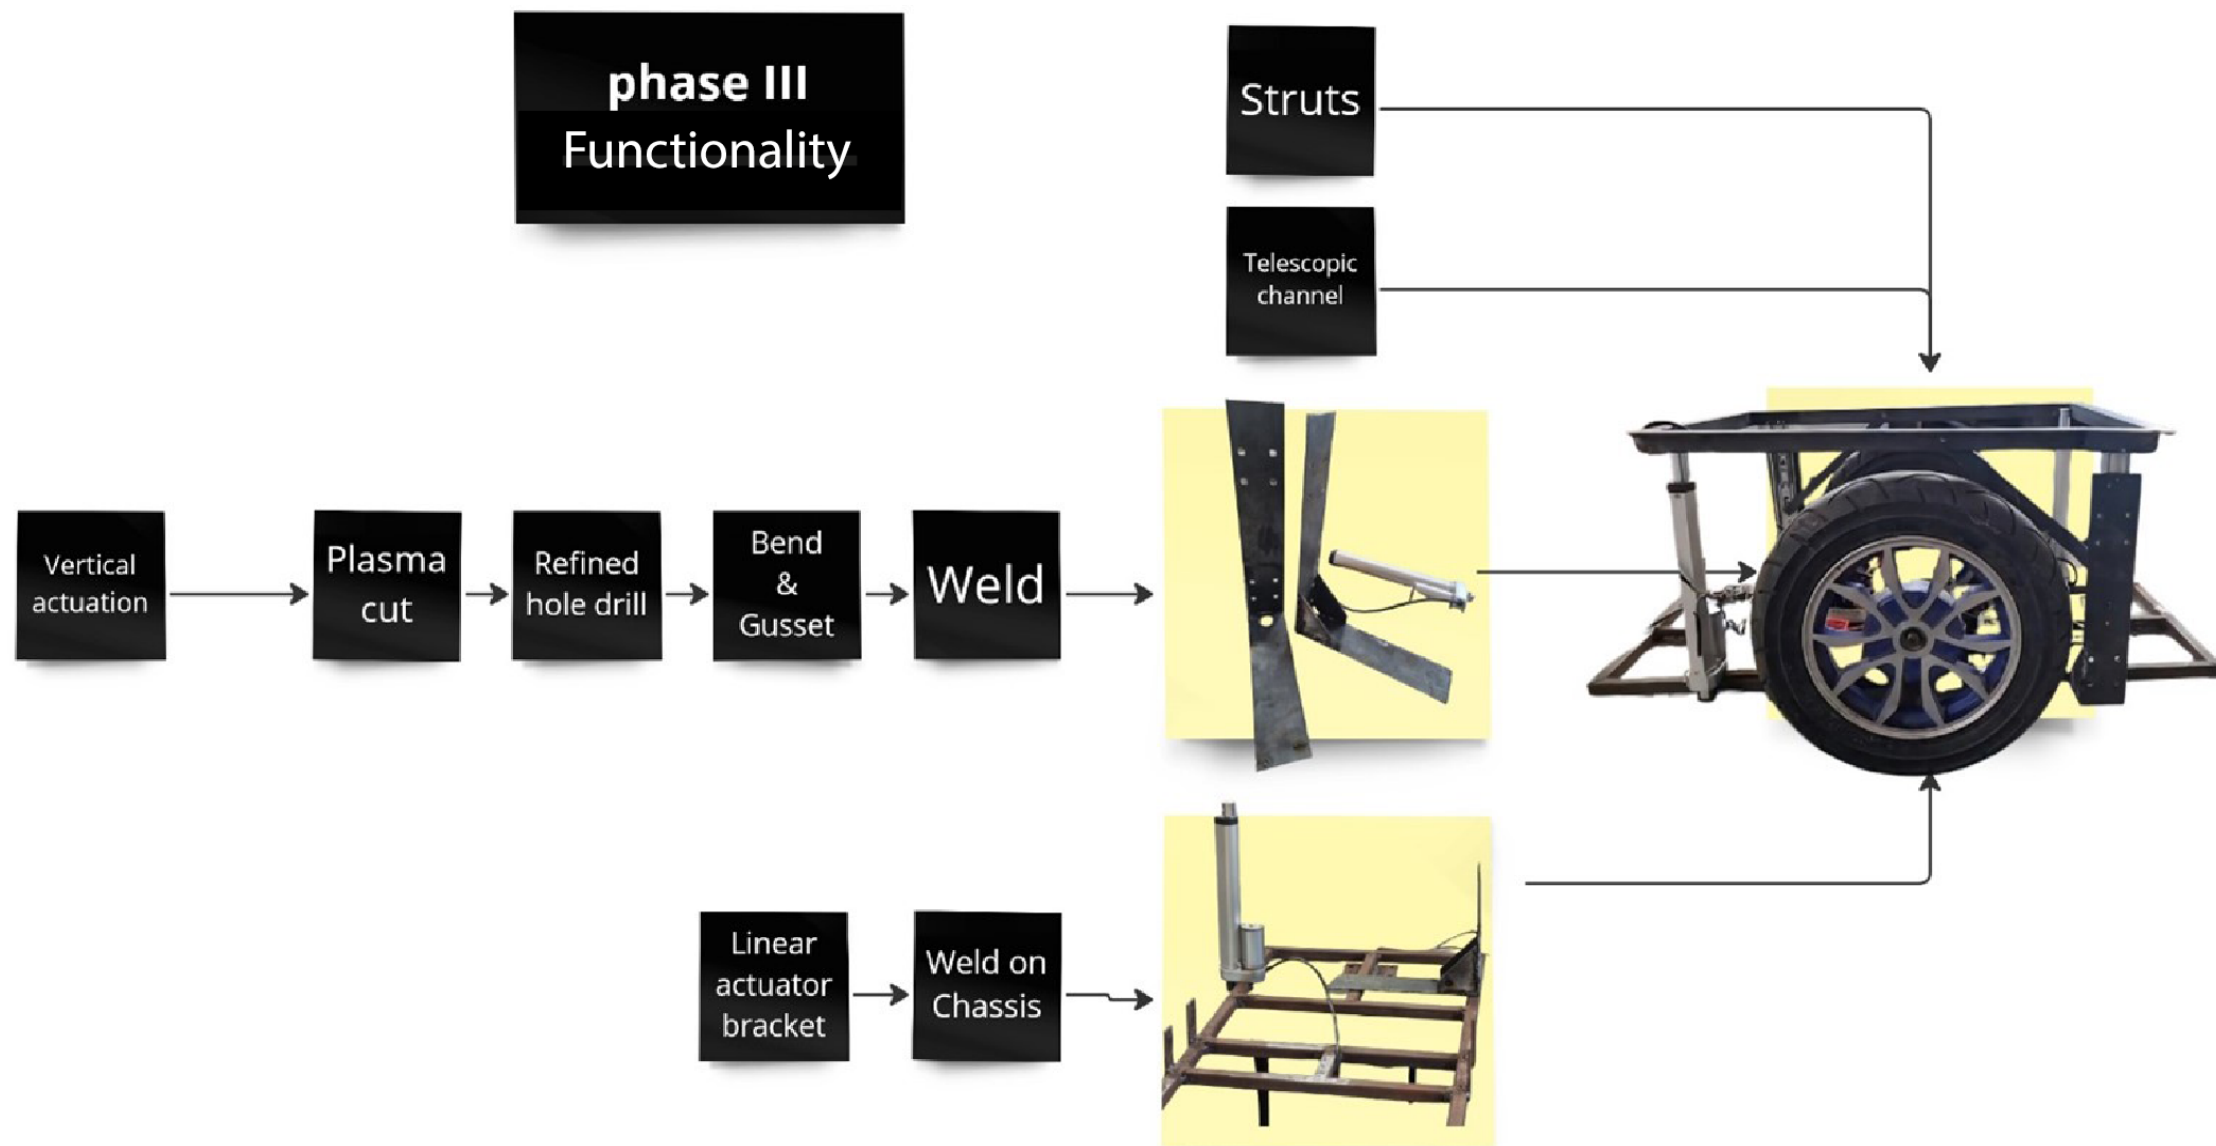 phase III
Functionality
Struts
Telescopic
channel
Vertical
actuation
Plasma
cut
Refined
hole drill
Bend
&
Gusset
Weld
Linear
actuator
bracket
Weld on
Chassis